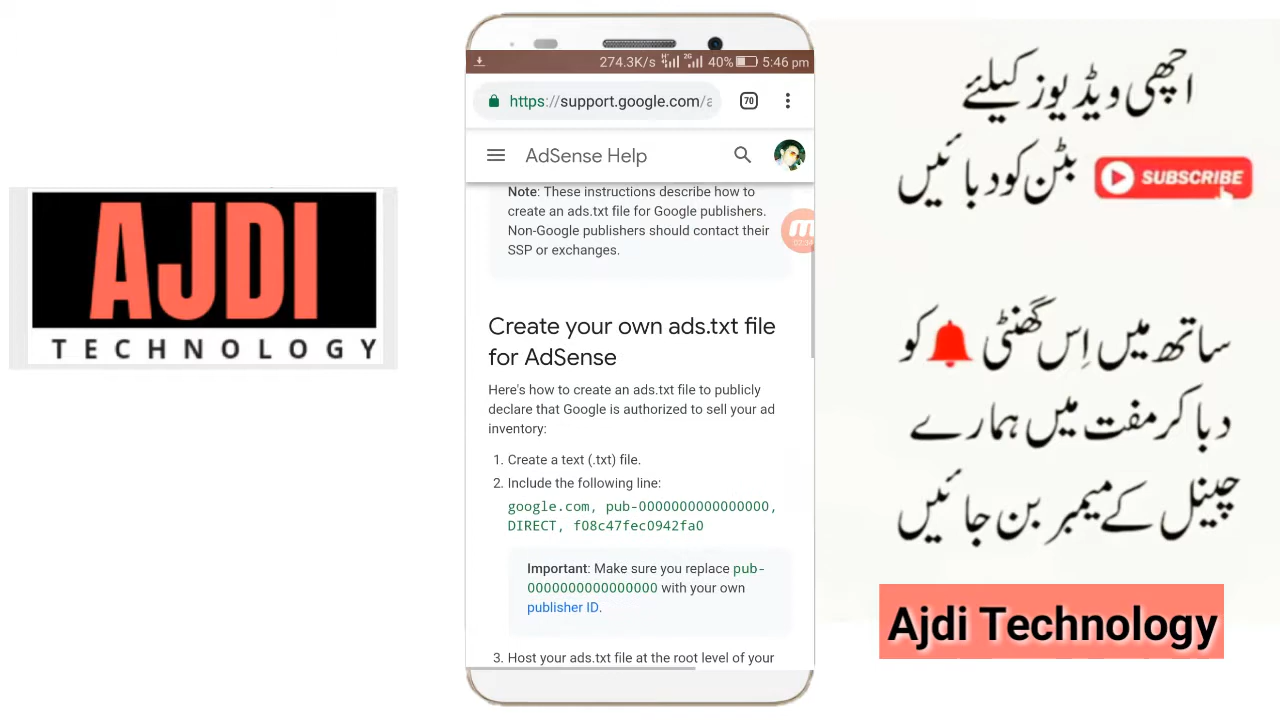 AJDI
TECHNOLOGY
274.3K/s H+ 2G 40% 5:46 pm
https://support.google.com/a
70
AdSense Help
Note: These instructions describe how to
create an ads.txt file for Google publishers.
Non-Google publishers should contact their
SSP or exchanges.
02:34
Create your own ads.txt file
for AdSense
Here's how to create an ads.txt file to publicly
declare that Google is authorized to sell your ad
inventory:
1. Create a text (.txt) file.
2. Include the following line:
google.com, pub-0000000000000000,
DIRECT, f08c47fec0942fa0
Important: Make sure you replace pub-
0000000000000000 with your own
publisher ID.
3. Host your ads.txt file at the root level of your
اچھی ویڈیوز کیلئے
بٹن کو دبائیں
SUBSCRIBE
ساتھ میں اِس گھنٹی کو
دبا کر مفت میں ہمارے
چینل کے میمبر بن جائیں
Ajdi Technology